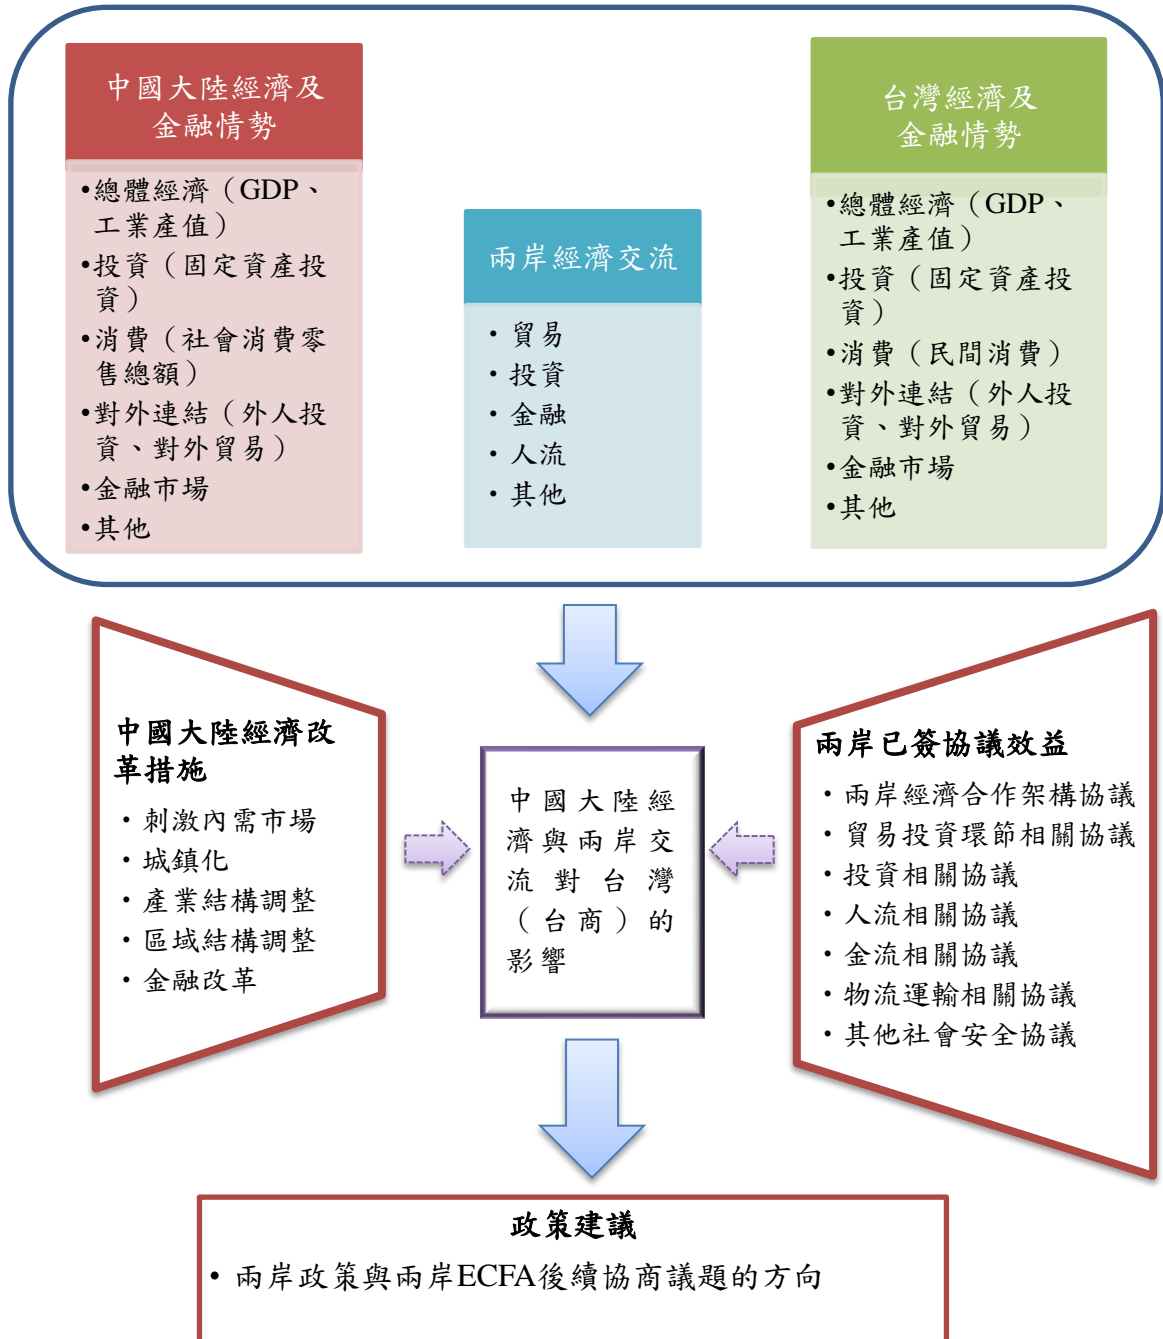 中國大陸經濟及
金融情勢
•總體經濟（GDP、
工業產值）
•投資（固定資產投
資）
•消費（社會消費零
售總額）
•對外連結（外人投
資、對外貿易）
•金融市場
•其他
兩岸經濟交流
・貿易
・投資
・金融
・人流
・其他
台灣經濟及
金融情勢
•總體經濟（GDP、
工業產值）
•投資（固定資產投
資）
•消費（民間消費）
•對外連結（外人投
資、對外貿易）
•金融市場
•其他
中國大陸經濟改
革措施
・刺激內需市場
・城鎮化
・產業結構調整
・區域結構調整
・金融改革
中國大陸經
濟與兩岸交
流對台灣
（台商）的
影響
兩岸已簽協議效益
・兩岸經濟合作架構協議
・貿易投資環節相關協議
・投資相關協議
・人流相關協議
・金流相關協議
・物流運輸相關協議
・其他社會安全協議
政策建議
• 兩岸政策與兩岸ECFA後續協商議題的方向